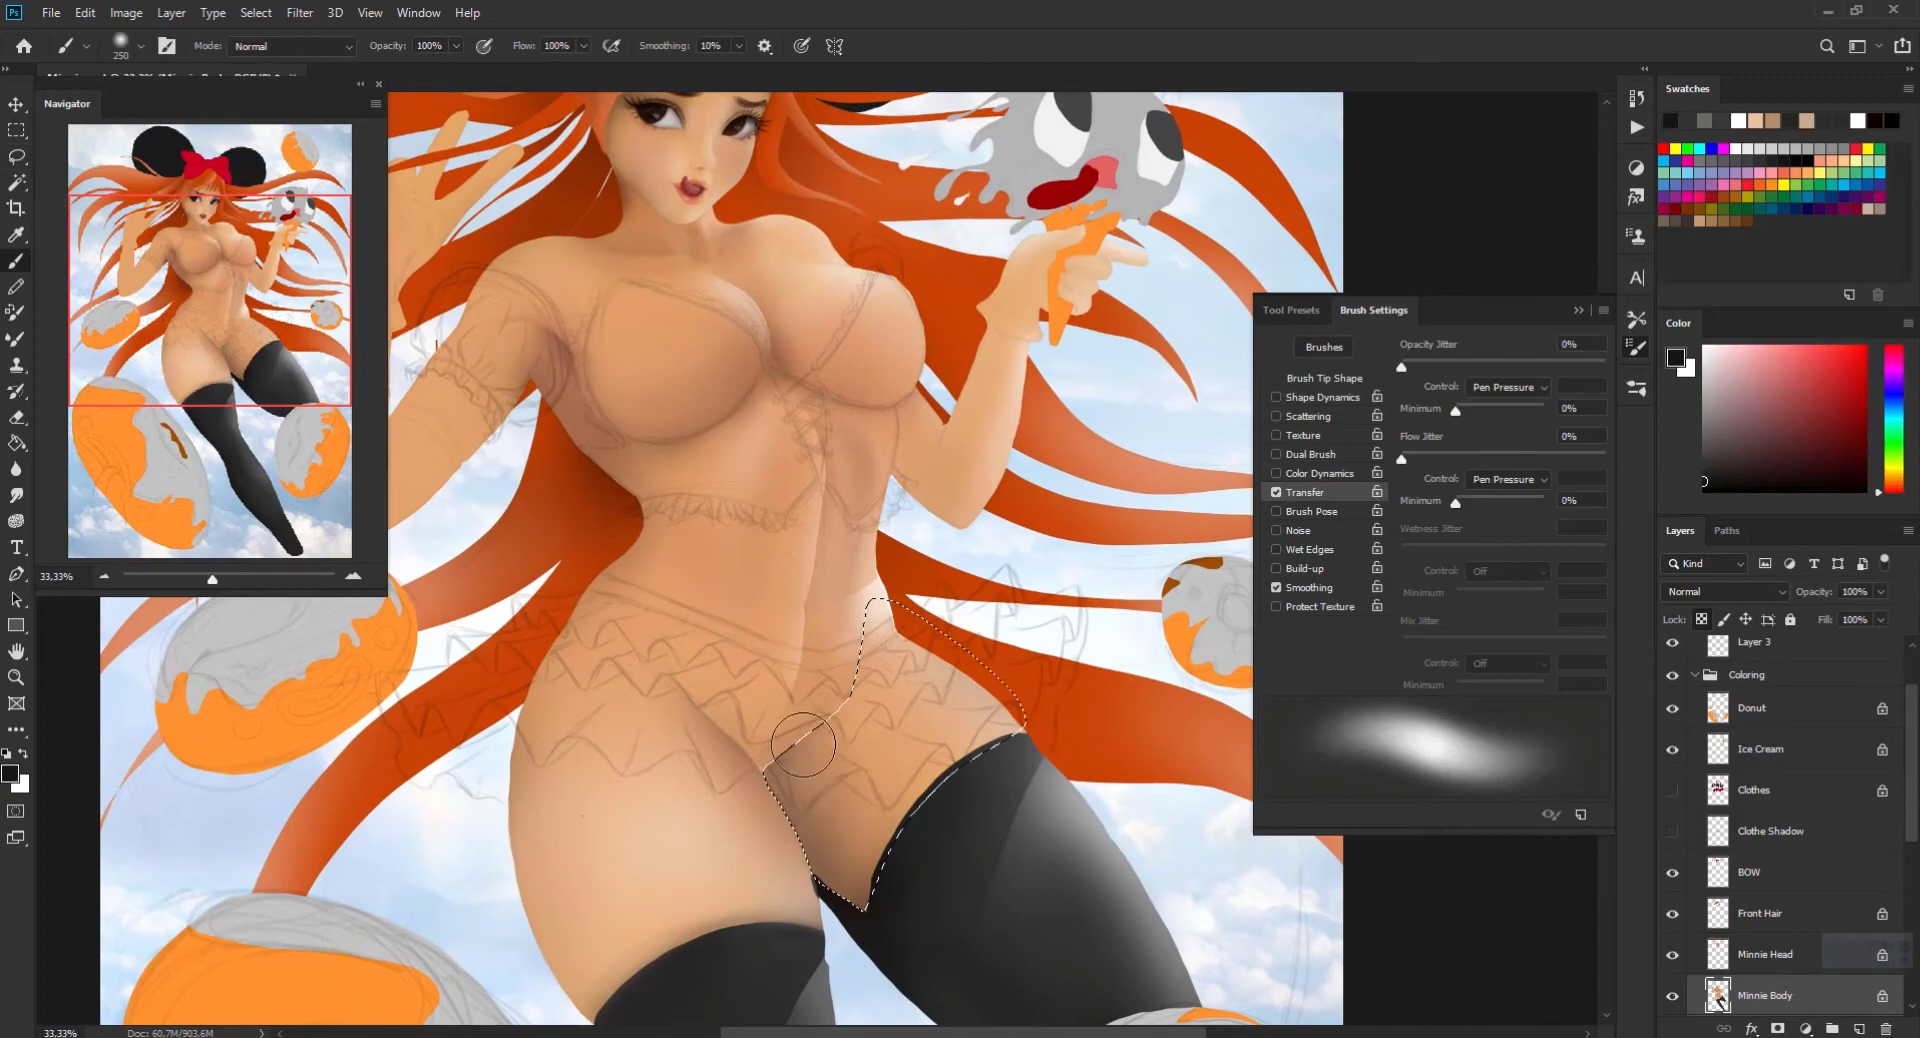 Ps File Edit Image Layer Type Select Filter 3D View Window Help
250 Mode: Normal Opacity: 100% Flow: 100% Smoothing: 10%
Navigator
33,33%
Tool Presets Brush Settings
Brushes
Brush Tip Shape
Shape Dynamics
Scattering
Texture
Dual Brush
Color Dynamics
Transfer
Brush Pose
Noise
Wet Edges
Build-up
Smoothing
Protect Texture
Opacity Jitter 0%
Control: Pen Pressure
Minimum 0%
Flow Jitter 0%
Control: Pen Pressure
Minimum 0%
Wetness Jitter
Control: Off
Minimum
Mix Jitter
Control: Off
Minimum
Swatches
Color
Layers Paths
Kind
Normal Opacity: 100%
Lock: Fill: 100%
Layer 3
Coloring
Donut
Ice Cream
Clothes
Clothe Shadow
BOW
Front Hair
Minnie Head
Minnie Body
33,33% Doc: 60,7M/903,6M